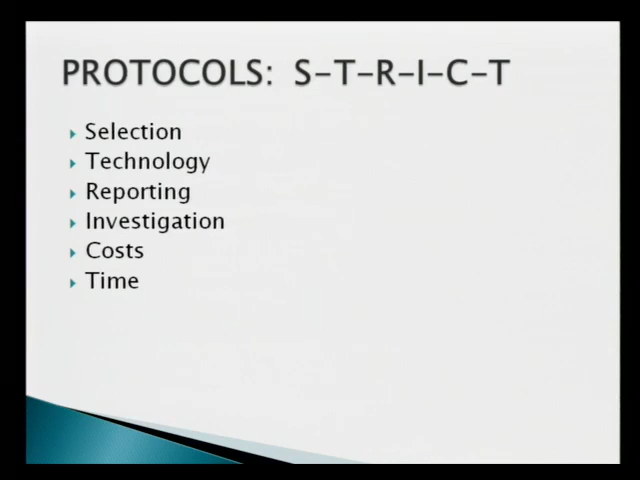 PROTOCOLS: S-T-R-I-C-T
Selection
Technology
Reporting
Investigation
Costs
Time